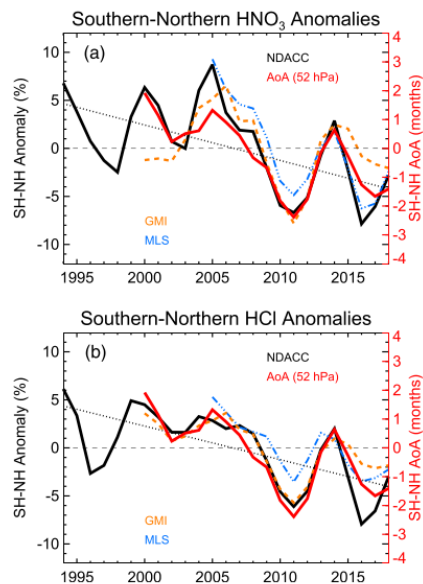 Southern-Northern HNO3 Anomalies
(a)
NDACC
AoA (52 hPa)
GMI
MLS
SH-NH Anomaly (%)
10
5
0
-5
-10
SH-NH AoA (months)
4
3
2
1
0
-1
-2
-3
-4
1995 2000 2005 2010 2015
Southern-Northern HCl Anomalies
(b)
NDACC
AoA (52 hPa)
GMI
MLS
SH-NH Anomaly (%)
10
5
0
-5
-10
SH-NH AoA (months)
4
3
2
1
0
-1
-2
-3
-4
1995 2000 2005 2010 2015